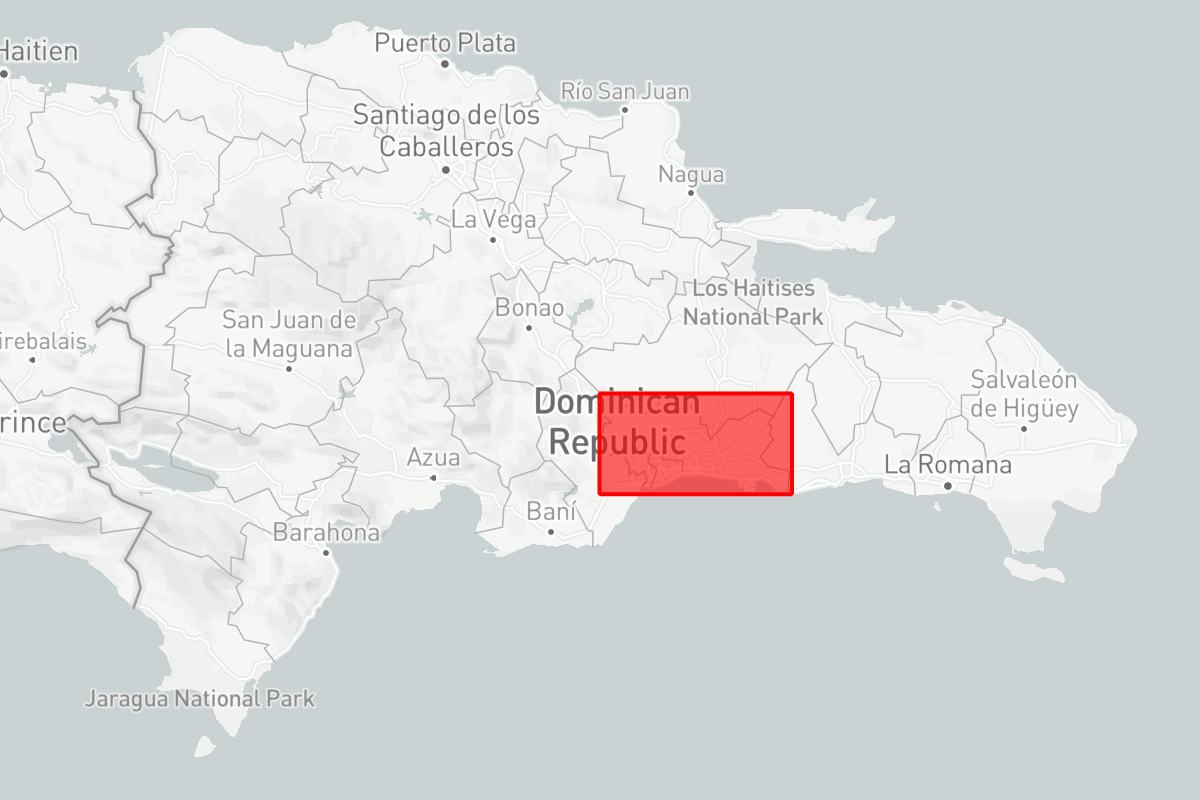 Haitien
Puerto Plata
Río San Juan
Santiago de los
Caballeros
Nagua
La Vega
Los Haitises
National Park
Bonao
San Juan de
la Maguana
irebalais
Salvaleón
de Higüey
Dominican
Republic
rince
Azua
La Romana
Baní
Barahona
Jaragua National Park